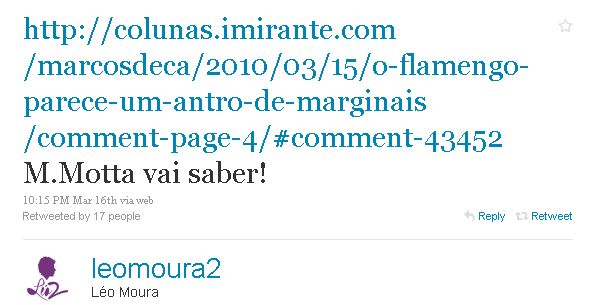 http://colunas.imirante.com
/marcosdeca/2010/03/15/o-flamengo-
parece-um-antro-de-marginais
/comment-page-4/#comment-43452
M.Motta vai saber!
10:15 PM Mar 16th via web
Retweeted by 17 people
Reply Retweet
leomoura2
Léo Moura